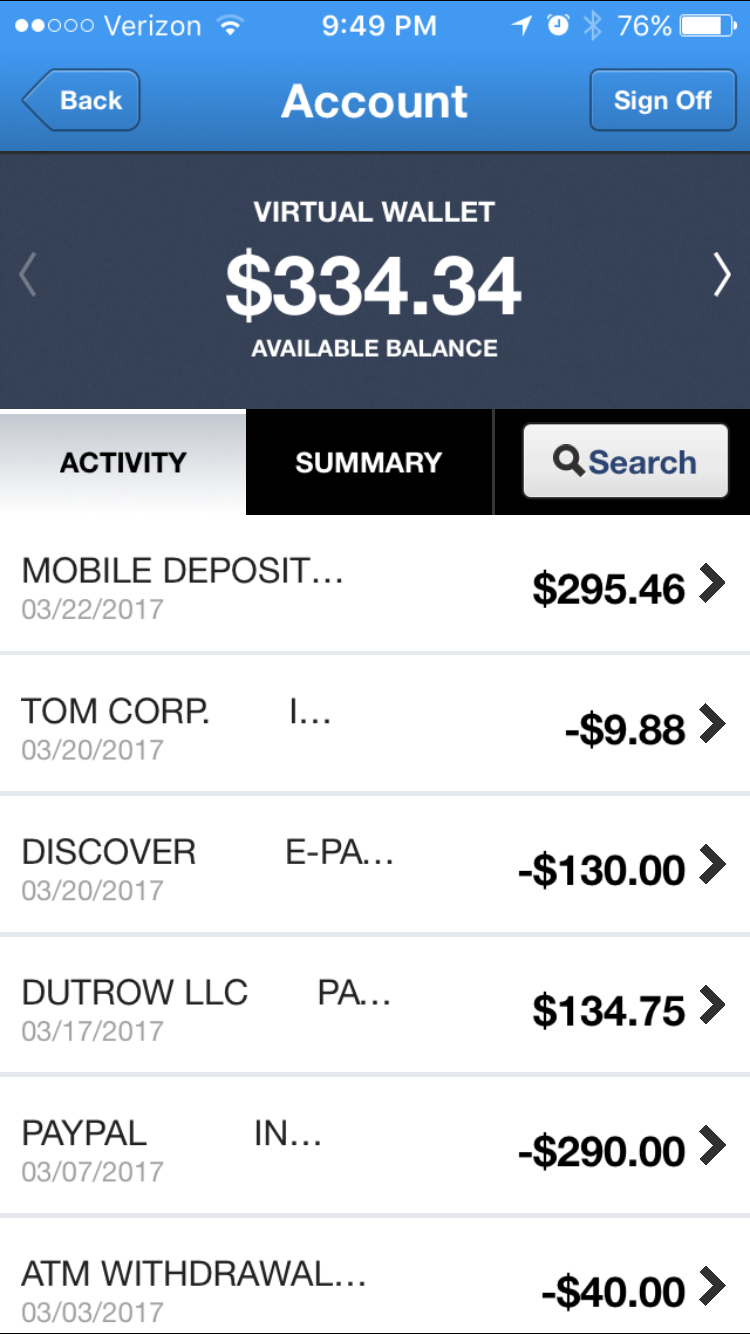 Verizon 9:49 PM 76%
Back Account Sign Off
VIRTUAL WALLET
$334.34
AVAILABLE BALANCE
ACTIVITY SUMMARY Search
MOBILE DEPOSIT... $295.46
03/22/2017
TOM CORP. I... -$9.88
03/20/2017
DISCOVER E-PA... -$130.00
03/20/2017
DUTROW LLC PA... $134.75
03/17/2017
PAYPAL IN... -$290.00
03/07/2017
ATM WITHDRAWAL... -$40.00
03/03/2017